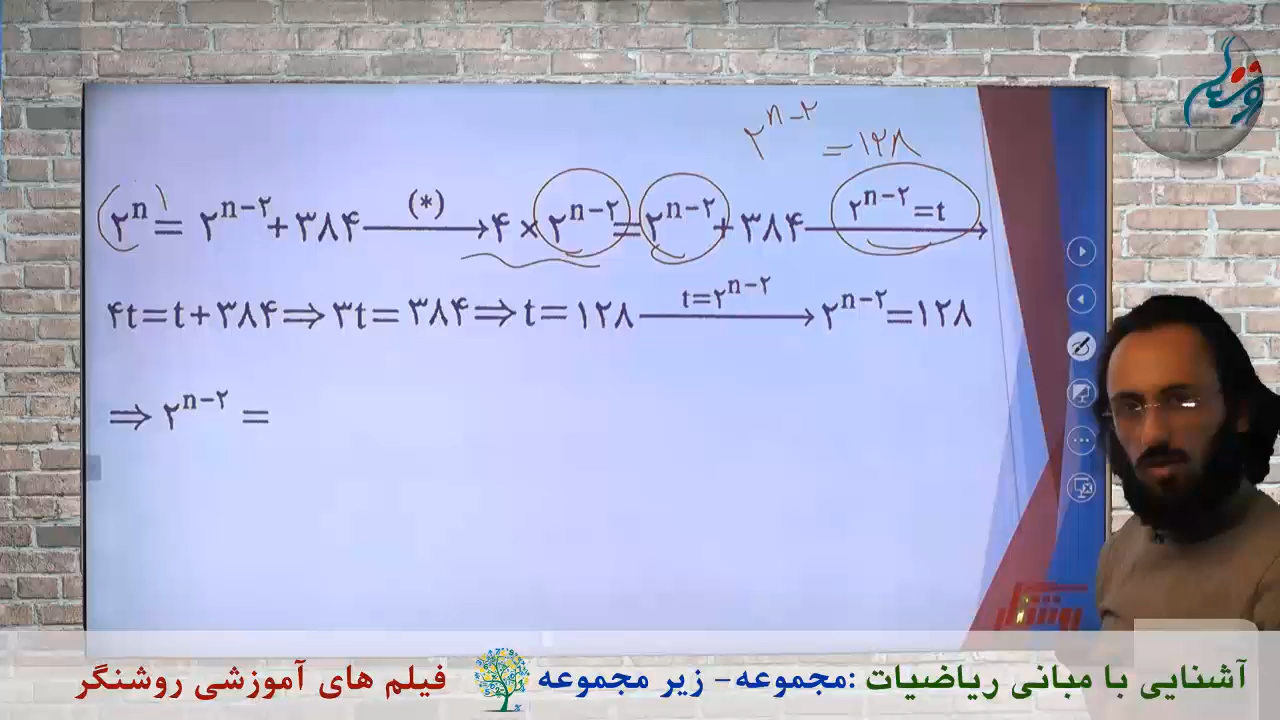 روشنگر
۲^{n-۲} = ۱۲۸
۲^n = ۲^{n-۲} + ۳۸۴ (*)→ ۴ × ۲^{n-۲} = ۲^{n-۲} + ۳۸۴ ۲^{n-۲} = t→
۴t = t + ۳۸۴ ⇒ ۳t = ۳۸۴ ⇒ t = ۱۲۸ t = ۲^{n-۲}→ ۲^{n-۲} = ۱۲۸
⇒ ۲^{n-۲} =
روشنگر
آشنایی با مبانی ریاضیات :مجموعه- زیر مجموعه فیلم های آموزشی روشنگر